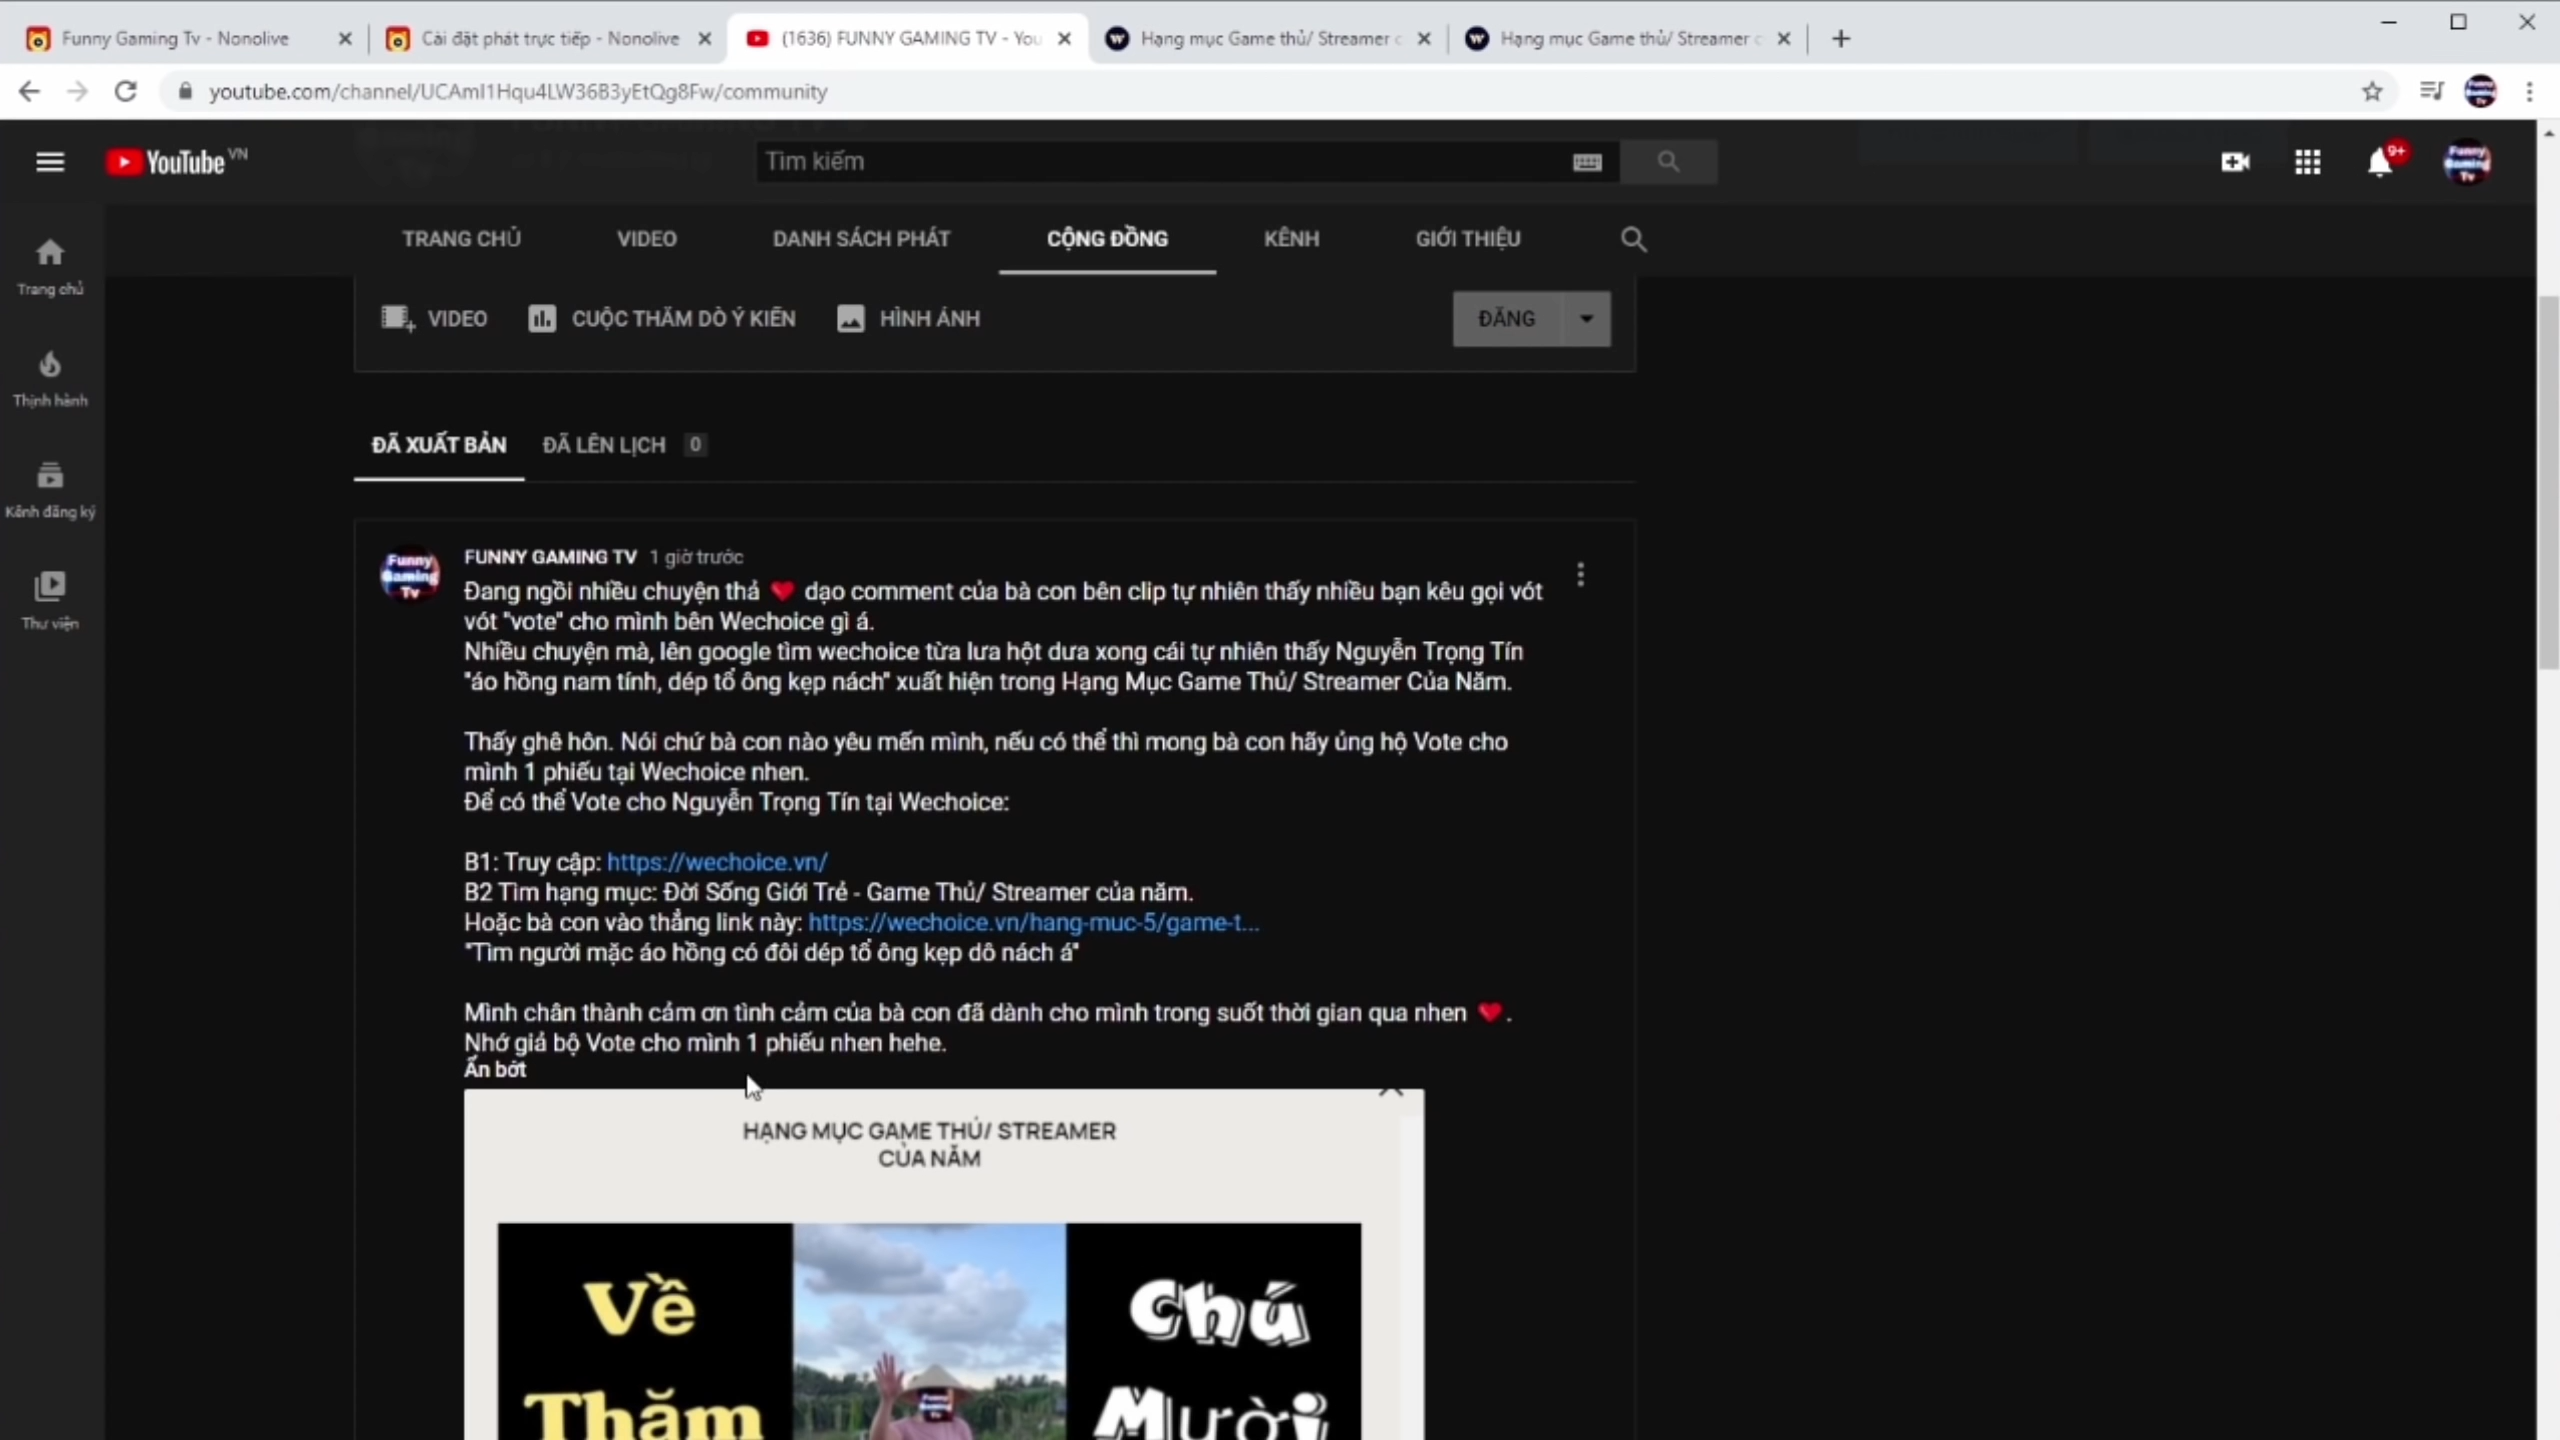 Funny Gaming Tv - Nonolive
Cài đặt phát trực tiếp - Nonolive
(1636) FUNNY GAMING TV - You
Hạng mục Game thủ/ Streamer c
Hạng mục Game thủ/ Streamer c
youtube.com/channel/UCAmI1Hqu4LW36B3yEtQg8Fw/community
YouTube VN
Tìm kiếm
9+
Funny Gaming Tv
TRANG CHỦ VIDEO DANH SÁCH PHÁT CỘNG ĐỒNG KÊNH GIỚI THIỆU
Trang chủ
Thịnh hành
Kênh đăng ký
Thư viện
VIDEO CUỘC THĂM DÒ Ý KIẾN HÌNH ẢNH ĐĂNG
ĐÃ XUẤT BẢN ĐÃ LÊN LỊCH 0
Funny Gaming Tv
FUNNY GAMING TV 1 giờ trước
Đang ngồi nhiều chuyện thả ❤ dạo comment của bà con bên clip tự nhiên thấy nhiều bạn kêu gọi vót
vót "vote" cho mình bên Wechoice gì á.
Nhiều chuyện mà, lên google tìm wechoice từa lưa hột dưa xong cái tự nhiên thấy Nguyễn Trọng Tín
"áo hồng nam tính, dép tổ ông kẹp nách" xuất hiện trong Hạng Mục Game Thủ/ Streamer Của Năm.
Thấy ghê hôn. Nói chứ bà con nào yêu mến mình, nếu có thể thì mong bà con hãy ủng hộ Vote cho
mình 1 phiếu tại Wechoice nhen.
Để có thể Vote cho Nguyễn Trọng Tín tại Wechoice:
B1: Truy cập: https://wechoice.vn/
B2 Tìm hạng mục: Đời Sống Giới Trẻ - Game Thủ/ Streamer của năm.
Hoặc bà con vào thẳng link này: https://wechoice.vn/hang-muc-5/game-t...
"Tìm người mặc áo hồng có đôi dép tổ ông kẹp dô nách á"
Mình chân thành cảm ơn tình cảm của bà con đã dành cho mình trong suốt thời gian qua nhen ❤.
Nhớ giả bộ Vote cho mình 1 phiếu nhen hehe.
Ẩn bớt
HẠNG MỤC GAME THỦ/ STREAMER
CỦA NĂM
Về
Thăm
Chú
Mười
Funny Gaming Tv